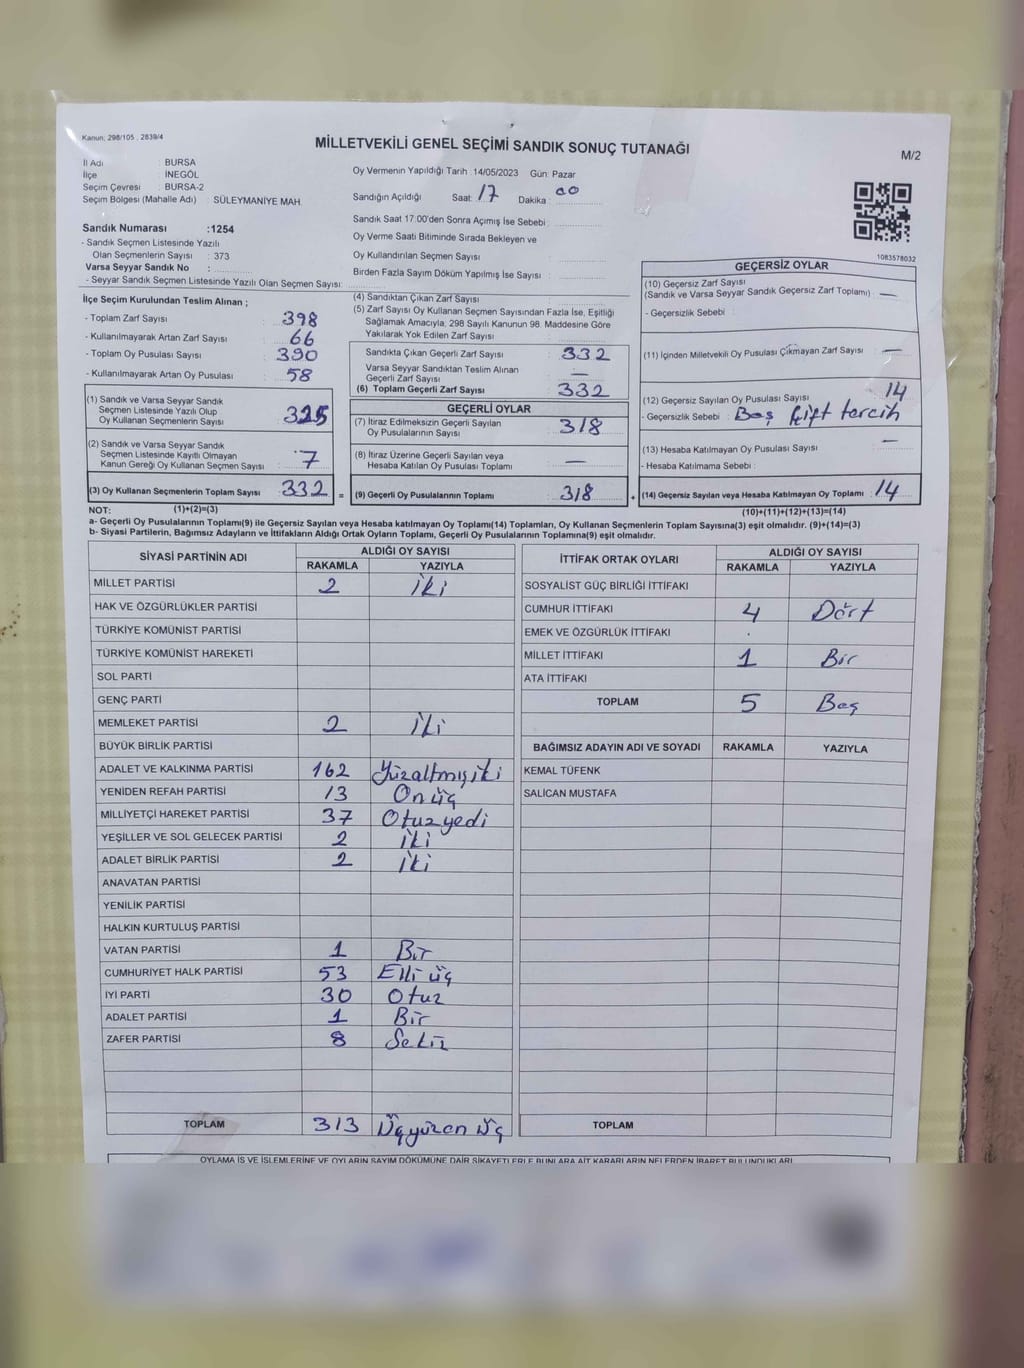 Kanun: 298/105 , 2839/4
MİLLETVEKİLİ GENEL SEÇİMİ SANDIK SONUÇ TUTANAĞI
M/2
İl Adı : BURSA
İlçe : İNEGÖL
Seçim Çevresi : BURSA-2
Seçim Bölgesi (Mahalle Adı) : SÜLEYMANİYE MAH.
Oy Vermenin Yapıldığı Tarih : 14/05/2023 Gün: Pazar
Sandığın Açıldığı Saat: 17 Dakika : 00
Sandık Saat 17:00'den Sonra Açımış İse Sebebi :
Oy Verme Saati Bitiminde Sırada Bekleyen ve
Oy Kullandırılan Seçmen Sayısı :
Birden Fazla Sayım Döküm Yapılmış İse Sayısı :
1083578032
Sandık Numarası :1254
- Sandık Seçmen Listesinde Yazılı
Olan Seçmenlerin Sayısı : 373
Varsa Seyyar Sandık No :
- Seyyar Sandık Seçmen Listesinde Yazılı Olan Seçmen Sayısı:
İlçe Seçim Kurulundan Teslim Alınan ;
- Toplam Zarf Sayısı : 398
- Kullanılmayarak Artan Zarf Sayısı : 66
- Toplam Oy Pusulası Sayısı : 390
- Kullanılmayarak Artan Oy Pusulası : 58
(1) Sandık ve Varsa Seyyar Sandık
Seçmen Listesinde Yazılı Olup
Oy Kullanan Seçmenlerin Sayısı : 325
(2) Sandık ve Varsa Seyyar Sandık
Seçmen Listesinde Kayıtlı Olmayan
Kanun Gereği Oy Kullanan Seçmen Sayısı : 7
(3) Oy Kullanan Seçmenlerin Toplam Sayısı : 332 =
(4) Sandıktan Çıkan Zarf Sayısı :
(5) Zarf Sayısı Oy Kullanan Seçmen Sayısından Fazla İse, Eşitliği
Sağlamak Amacıyla, 298 Sayılı Kanunun 98. Maddesine Göre
Yakılarak Yok Edilen Zarf Sayısı :
Sandıkta Çıkan Geçerli Zarf Sayısı : 332
Varsa Seyyar Sandıktan Teslim Alınan
Geçerli Zarf Sayısı : —
(6) Toplam Geçerli Zarf Sayısı : 332
GEÇERLİ OYLAR
(7) İtiraz Edilmeksizin Geçerli Sayılan
Oy Pusulalarının Sayısı : 318
(8) İtiraz Üzerine Geçerli Sayılan veya
Hesaba Katılan Oy Pusulası Toplamı : —
(9) Geçerli Oy Pusulalarının Toplamı : 318 +
GEÇERSİZ OYLAR
(10) Geçersiz Zarf Sayısı
(Sandık ve Varsa Seyyar Sandık Geçersiz Zarf Toplamı) : —
- Geçersizlik Sebebi :
(11) İçinden Milletvekili Oy Pusulası Çıkmayan Zarf Sayısı : —
(12) Geçersiz Sayılan Oy Pusulası Sayısı : 14
- Geçersizlik Sebebi : Boş Çift tercih
(13) Hesaba Katılmayan Oy Pusulası Sayısı : —
- Hesaba Katılmama Sebebi :
(14) Geçersiz Sayılan veya Hesaba Katılmayan Oy Toplamı : 14
NOT: (1)+(2)=(3)
(10)+(11)+(12)+(13)=(14)
a- Geçerli Oy Pusulalarının Toplamı(9) ile Geçersiz Sayılan veya Hesaba katılmayan Oy Toplamı(14) Toplamları, Oy Kullanan Seçmenlerin Toplam Sayısına(3) eşit olmalıdır. (9)+(14)=(3)
b- Siyasi Partilerin, Bağımsız Adayların ve İttifakların Aldığı Ortak Oyların Toplamı, Geçerli Oy Pusulalarının Toplamına(9) eşit olmalıdır.
SİYASİ PARTİNİN ADI ALDIĞI OY SAYISI
RAKAMLA YAZIYLA
MİLLET PARTİSİ 2 İki
HAK VE ÖZGÜRLÜKLER PARTİSİ
TÜRKİYE KOMÜNİST PARTİSİ
TÜRKİYE KOMÜNİST HAREKETİ
SOL PARTİ
GENÇ PARTİ
MEMLEKET PARTİSİ 2 İki
BÜYÜK BİRLİK PARTİSİ
ADALET VE KALKINMA PARTİSİ 162 Yüzaltmışiki
YENİDEN REFAH PARTİSİ 13 Onüç
MİLLİYETÇİ HAREKET PARTİSİ 37 Otuzyedi
YEŞİLLER VE SOL GELECEK PARTİSİ 2 İki
ADALET BİRLİK PARTİSİ 2 İki
ANAVATAN PARTİSİ
YENİLİK PARTİSİ
HALKIN KURTULUŞ PARTİSİ
VATAN PARTİSİ 1 Bir
CUMHURİYET HALK PARTİSİ 53 Elli üç
İYİ PARTİ 30 Otuz
ADALET PARTİSİ 1 Bir
ZAFER PARTİSİ 8 Sekiz
TOPLAM 313 Üçyüzon üç
İTTİFAK ORTAK OYLARI ALDIĞI OY SAYISI
RAKAMLA YAZIYLA
SOSYALİST GÜÇ BİRLİĞİ İTTİFAKI
CUMHUR İTTİFAKI 4 Dört
EMEK VE ÖZGÜRLÜK İTTİFAKI
MİLLET İTTİFAKI 1 Bir
ATA İTTİFAKI
TOPLAM 5 Beş
BAĞIMSIZ ADAYIN ADI VE SOYADI RAKAMLA YAZIYLA
KEMAL TÜFENK
SALİCAN MUSTAFA
TOPLAM
OYLAMA İŞ VE İŞLEMLERİNE VE OYLARIN SAYIM DÖKÜMÜNE DAİR ŞİKAYETLERLE BUNLARA AİT KARARLARIN NELERDEN İBARET BULUNDUKLARI